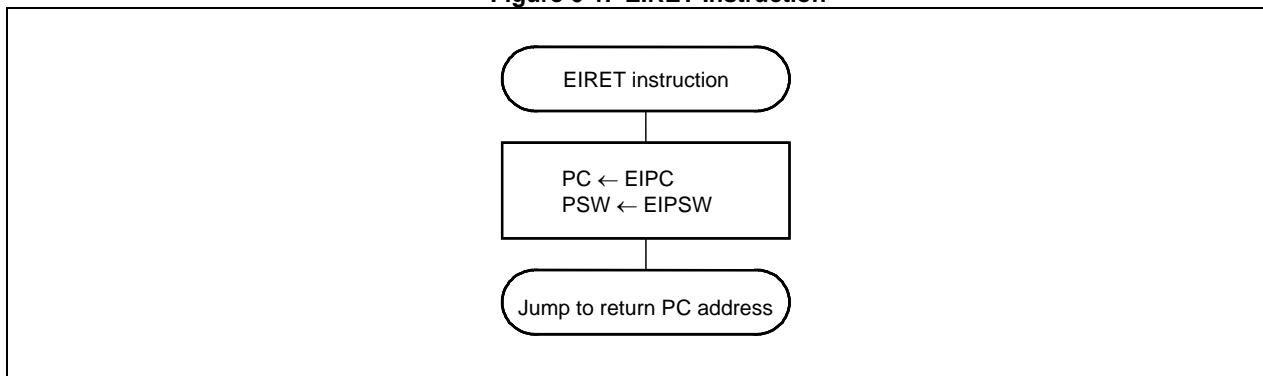 EIRET instruction
PC ← EIPC
PSW ← EIPSW
Jump to return PC address